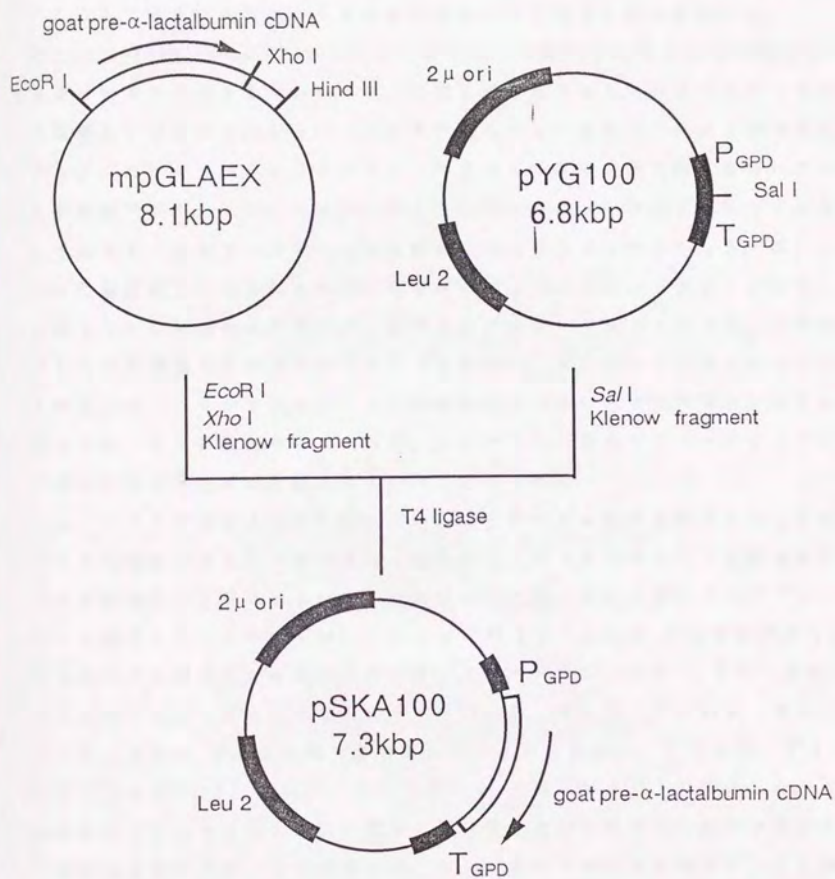 goat pre-α-lactalbumin cDNA
EcoR I
Xho I
Hind III
mpGLAEX
8.1kbp
2μ ori
PGPD
Sal I
TGPD
pYG100
6.8kbp
Leu 2
EcoR I
Xho I
Klenow fragment
Sal I
Klenow fragment
T4 ligase
2μ ori
PGPD
pSKA100
7.3kbp
Leu 2
goat pre-α-lactalbumin cDNA
TGPD